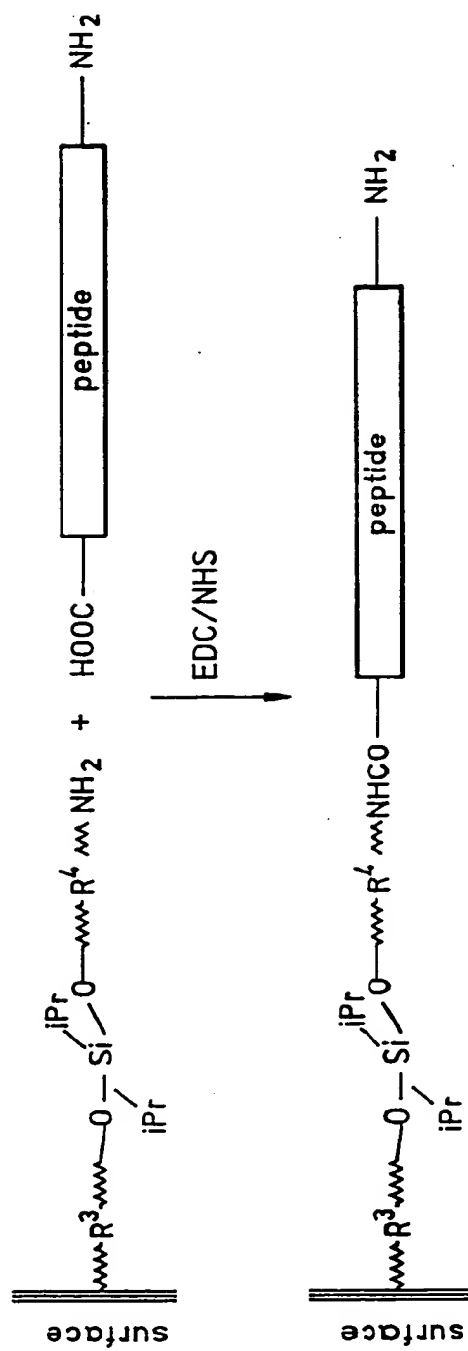 surface R³ O Si O R⁴ NH₂ + HOOC peptide NH₂
iPr
iPr
EDC/NHS
surface R³ O Si O R⁴ NHCO peptide NH₂
iPr
iPr